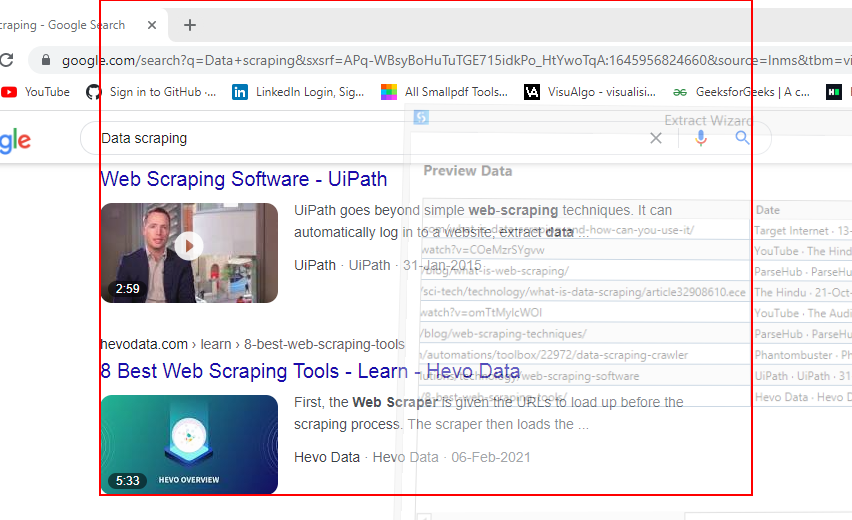 craping - Google Search
google.com/search?q=Data+scraping&sxsrf=APq-WBsyBoHuTuTGE715idkPo_HtYwoTqA:1645956824660&source=lnms&tbm=vi
YouTube
Sign in to GitHub ·...
LinkedIn Login, Sig...
All Smallpdf Tools...
VisuAlgo - visualisi...
GeeksforGeeks | A c...
gle
Data scraping
Extract Wizard
Preview Data
Web Scraping Software - UiPath
UiPath goes beyond simple web-scraping techniques. It can
automatically log in to a website, extract data ...
UiPath · UiPath · 31-Jan-2015
2:59
hevodata.com › learn › 8-best-web-scraping-tools
8 Best Web Scraping Tools - Learn - Hevo Data
First, the Web Scraper is given the URLs to load up before the
scraping process. The scraper then loads the ...
Hevo Data · Hevo Data · 06-Feb-2021
5:33
HEVO OVERVIEW
Date
and-how-can-you-use-it/ Target Internet · 13-
watch?v=COeMzrSYgvw YouTube · The Hind
/blog/what-is-web-scraping/ ParseHub · ParseHu
/sci-tech/technology/what-is-data-scraping/article32908610.ece The Hindu · 21-Oct-
watch?v=omTtMylcWOI YouTube · The Audi
/blog/web-scraping-techniques/ ParseHub · ParseHu
/automations/toolbox/22972/data-scraping-crawler Phantombuster · Ph
/technology/web-scraping-software UiPath · UiPath · 31
/8-best-web-scraping-tools/ Hevo Data · Hevo D